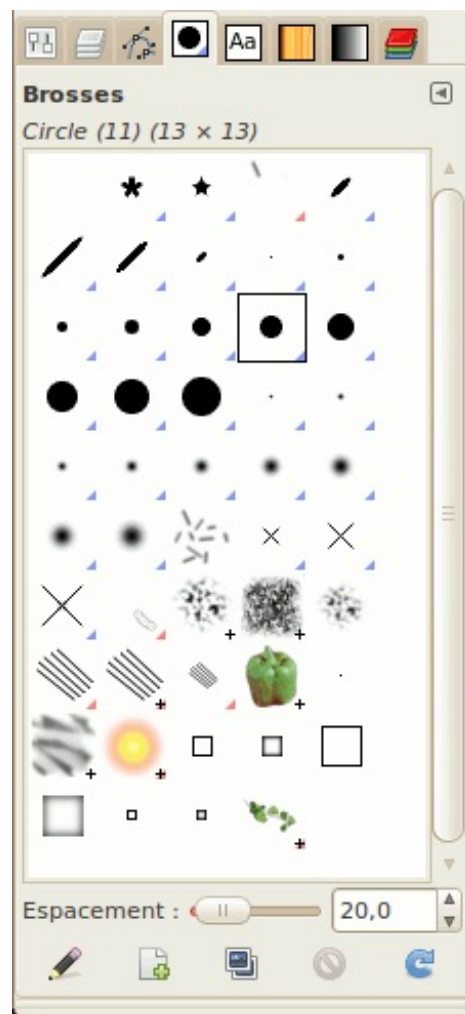 Aa
Brosses
Circle (11) (13 × 13)
Espacement : 20,0